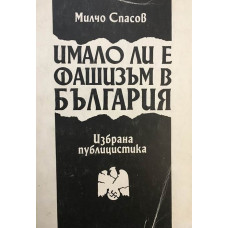 Милчо Спасов
ИМАЛО ЛИ Е
ФАШИЗЪМ В
БЪЛГАРИЯ
Избрана
публицистика